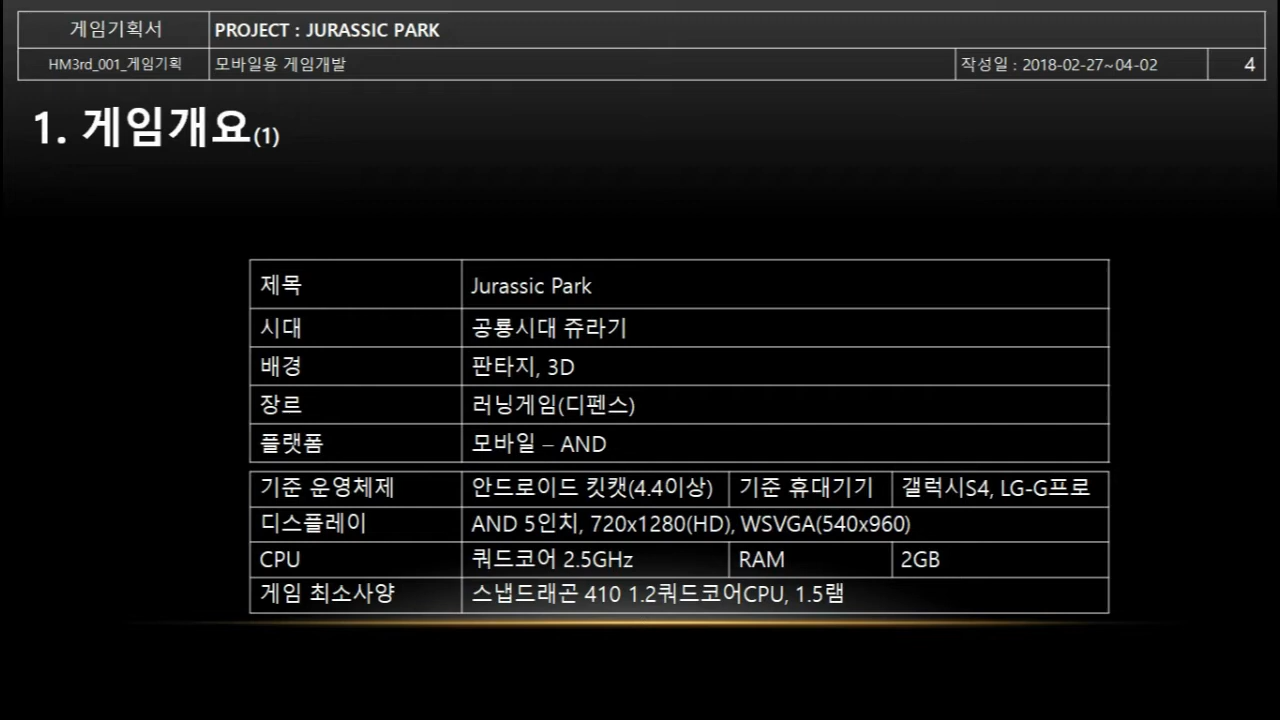 게임기획서 PROJECT : JURASSIC PARK
HM3rd_001_게임기획 모바일용 게임개발 작성일 : 2018-02-27~04-02 4
1. 게임개요(1)
제목 Jurassic Park
시대 공룡시대 쥬라기
배경 판타지, 3D
장르 러닝게임(디펜스)
플랫폼 모바일 – AND
기준 운영체제 안드로이드 킷캣(4.4이상) 기준 휴대기기 갤럭시S4, LG-G프로
디스플레이 AND 5인치, 720x1280(HD), WSVGA(540x960)
CPU 쿼드코어 2.5GHz RAM 2GB
게임 최소사양 스냅드래곤 410 1.2쿼드코어CPU, 1.5램